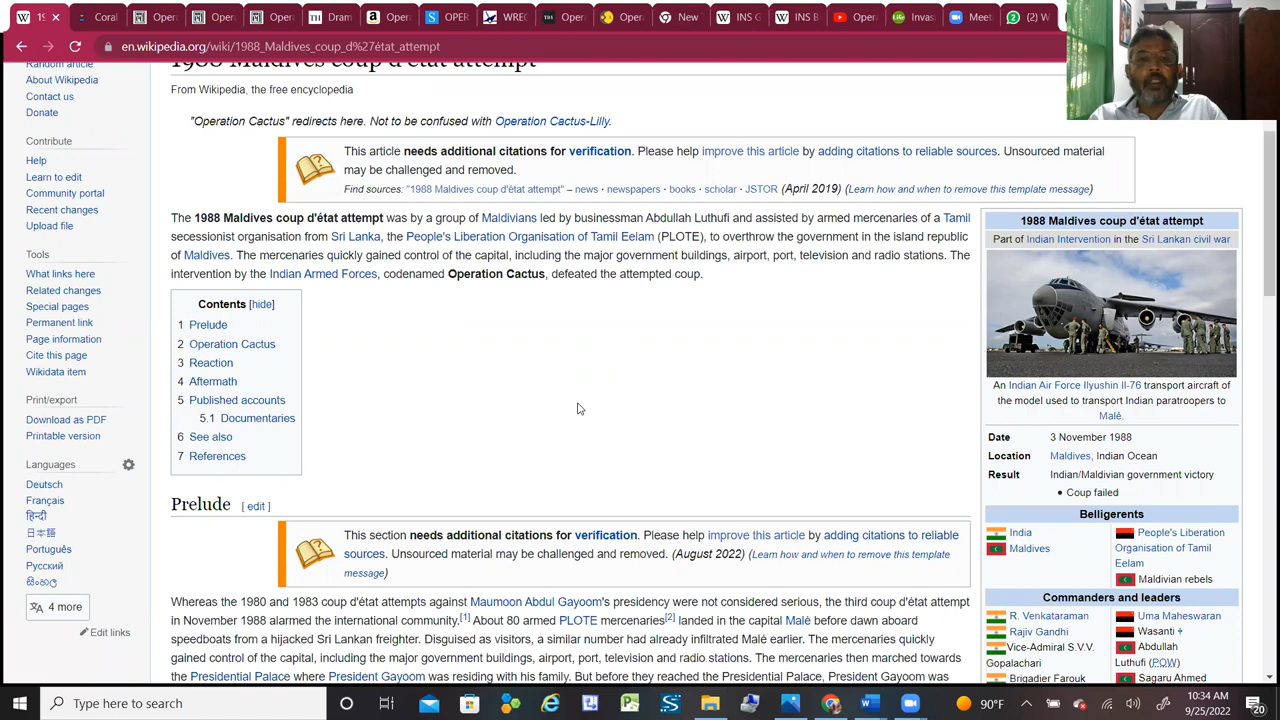 Coral
Opera
Opera
Opera
Dram
Opera
OPER
WREC
Opera
Opera
New
INS G
INS B
Opera
Invas
Meet
(2) W
en.wikipedia.org/wiki/1988_Maldives_coup_d%27état_attempt
1988 Maldives coup d'état attempt
Random article
About Wikipedia
Contact us
Donate
Contribute
Help
Learn to edit
Community portal
Recent changes
Upload file
Tools
What links here
Related changes
Special pages
Permanent link
Page information
Cite this page
Wikidata item
Print/export
Download as PDF
Printable version
Languages
Deutsch
Français
हिन्दी
日本語
Português
Русский
සිංහල
4 more
Edit links
From Wikipedia, the free encyclopedia
"Operation Cactus" redirects here. Not to be confused with Operation Cactus-Lilly.
This article needs additional citations for verification. Please help improve this article by adding citations to reliable sources. Unsourced material
may be challenged and removed.
Find sources: "1988 Maldives coup d'état attempt" – news · newspapers · books · scholar · JSTOR (April 2019) (Learn how and when to remove this template message)
The 1988 Maldives coup d'état attempt was by a group of Maldivians led by businessman Abdullah Luthufi and assisted by armed mercenaries of a Tamil
secessionist organisation from Sri Lanka, the People's Liberation Organisation of Tamil Eelam (PLOTE), to overthrow the government in the island republic
of Maldives. The mercenaries quickly gained control of the capital, including the major government buildings, airport, port, television and radio stations. The
intervention by the Indian Armed Forces, codenamed Operation Cactus, defeated the attempted coup.
Contents [hide]
1 Prelude
2 Operation Cactus
3 Reaction
4 Aftermath
5 Published accounts
5.1 Documentaries
6 See also
7 References
Prelude [ edit ]
This section needs additional citations for verification. Please help improve this article by adding citations to reliable
sources. Unsourced material may be challenged and removed. (August 2022) (Learn how and when to remove this template
message)
Whereas the 1980 and 1983 coup d'état attempts against Maumoon Abdul Gayoom's presidency were not considered serious, the third coup d'état attempt
in November 1988 alarmed the international community.[1] About 80 armed PLOTE mercenaries[2] landed in the capital Malé before dawn aboard
speedboats from a hijacked Sri Lankan freighter. Disguised as visitors, a similar number had already infiltrated Malé earlier. The mercenaries quickly
gained control of the capital, including the major government buildings, airport, port, television and radio stations. The mercenaries then marched towards
the Presidential Palace where President Gayoom was residing with his family. But before they reached the Presidential Palace, President Gayoom was
1988 Maldives coup d'état attempt
Part of Indian Intervention in the Sri Lankan civil war
An Indian Air Force Ilyushin Il-76 transport aircraft of
the model used to transport Indian paratroopers to
Malé.
Date 3 November 1988
Location Maldives, Indian Ocean
Result Indian/Maldivian government victory
• Coup failed
Belligerents
India
Maldives
People's Liberation
Organisation of Tamil
Eelam
Maldivian rebels
Commanders and leaders
R. Venkataraman
Rajiv Gandhi
Vice-Admiral S.V.V.
Gopalachari
Brigadier Farouk
Uma Maheswaran
Wasanti
Abdullah
Luthufi (POW)
Sagaru Ahmed
Type here to search
90°F
10:34 AM
9/25/2022
20